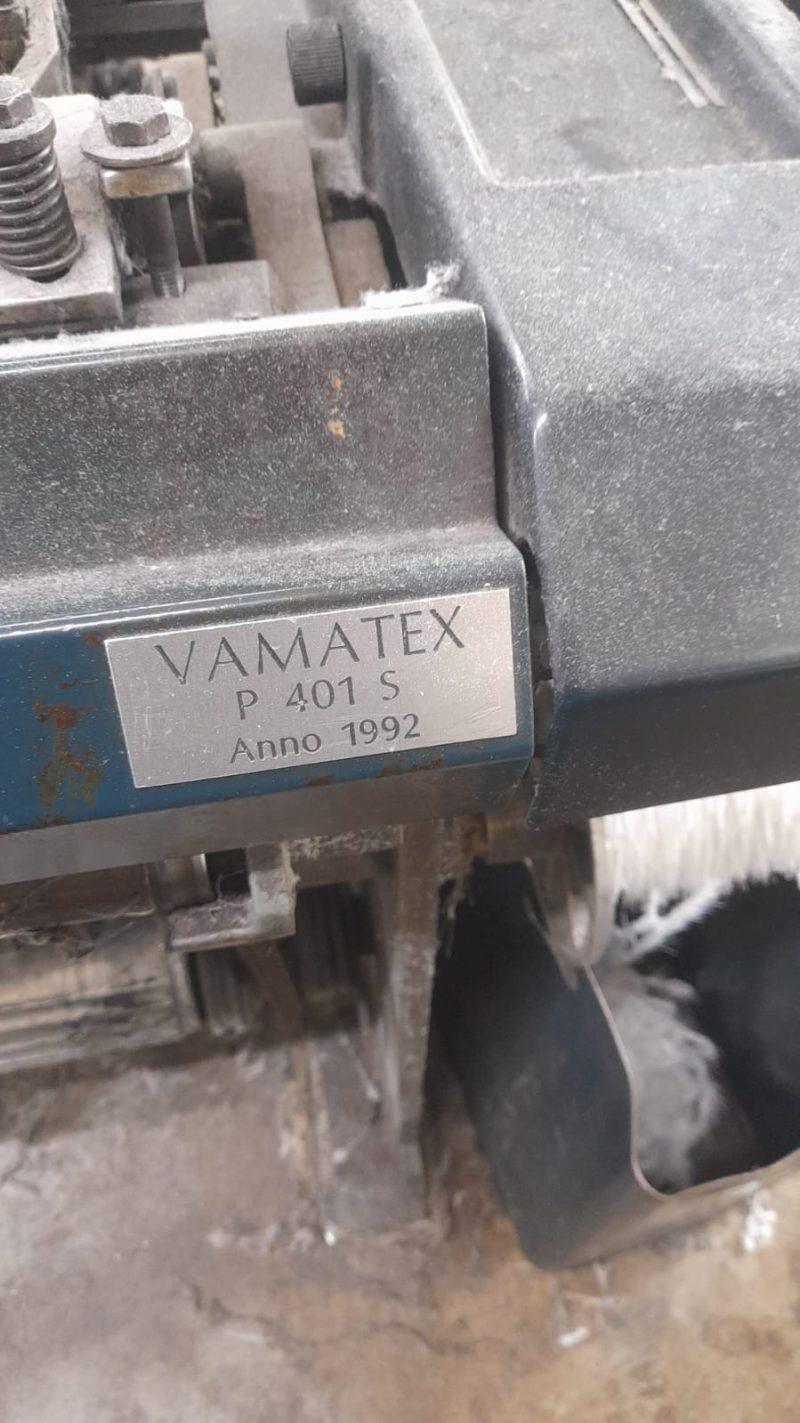 VAMATEX
P 401 S
Anno 1992